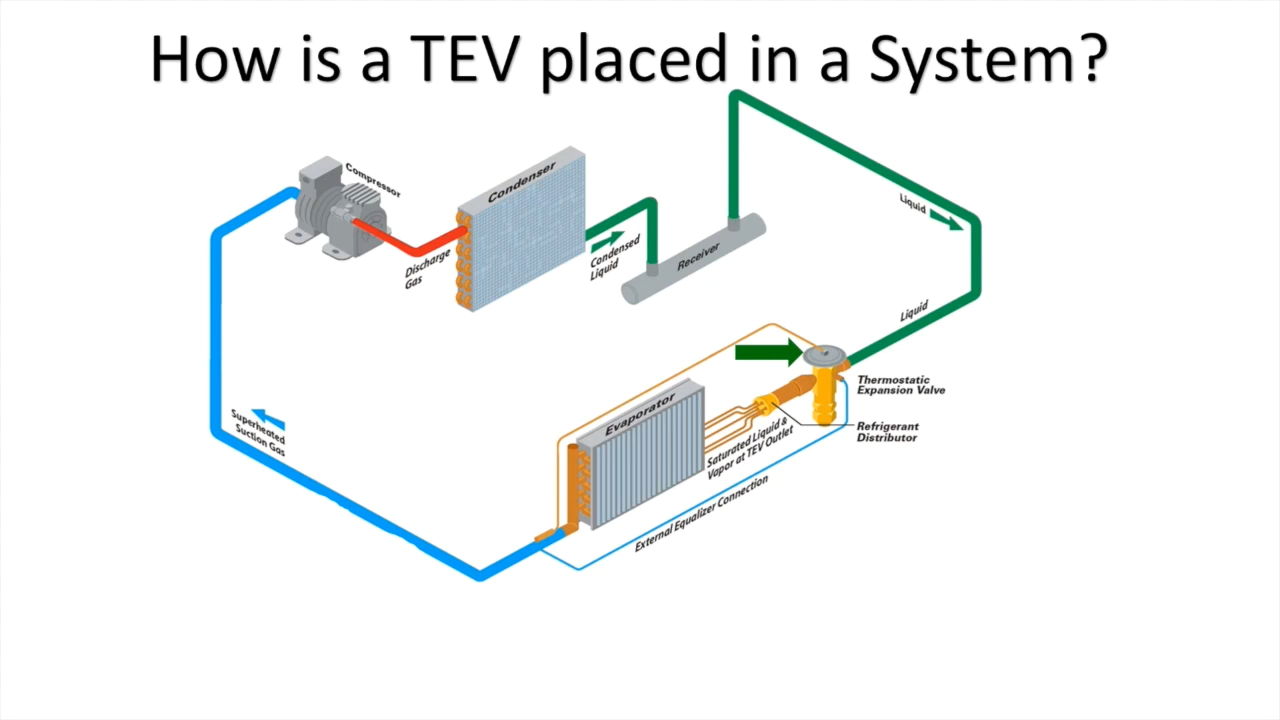 How is a TEV placed in a System?
Compressor
Condenser
Discharge
Gas
Condensed
Liquid
Receiver
Liquid
Liquid
Thermostatic
Expansion Valve
Refrigerant
Distributor
Evaporator
Saturated Liquid &
Vapor at TEV Outlet
External Equalizer Connection
Superheated
Suction Gas